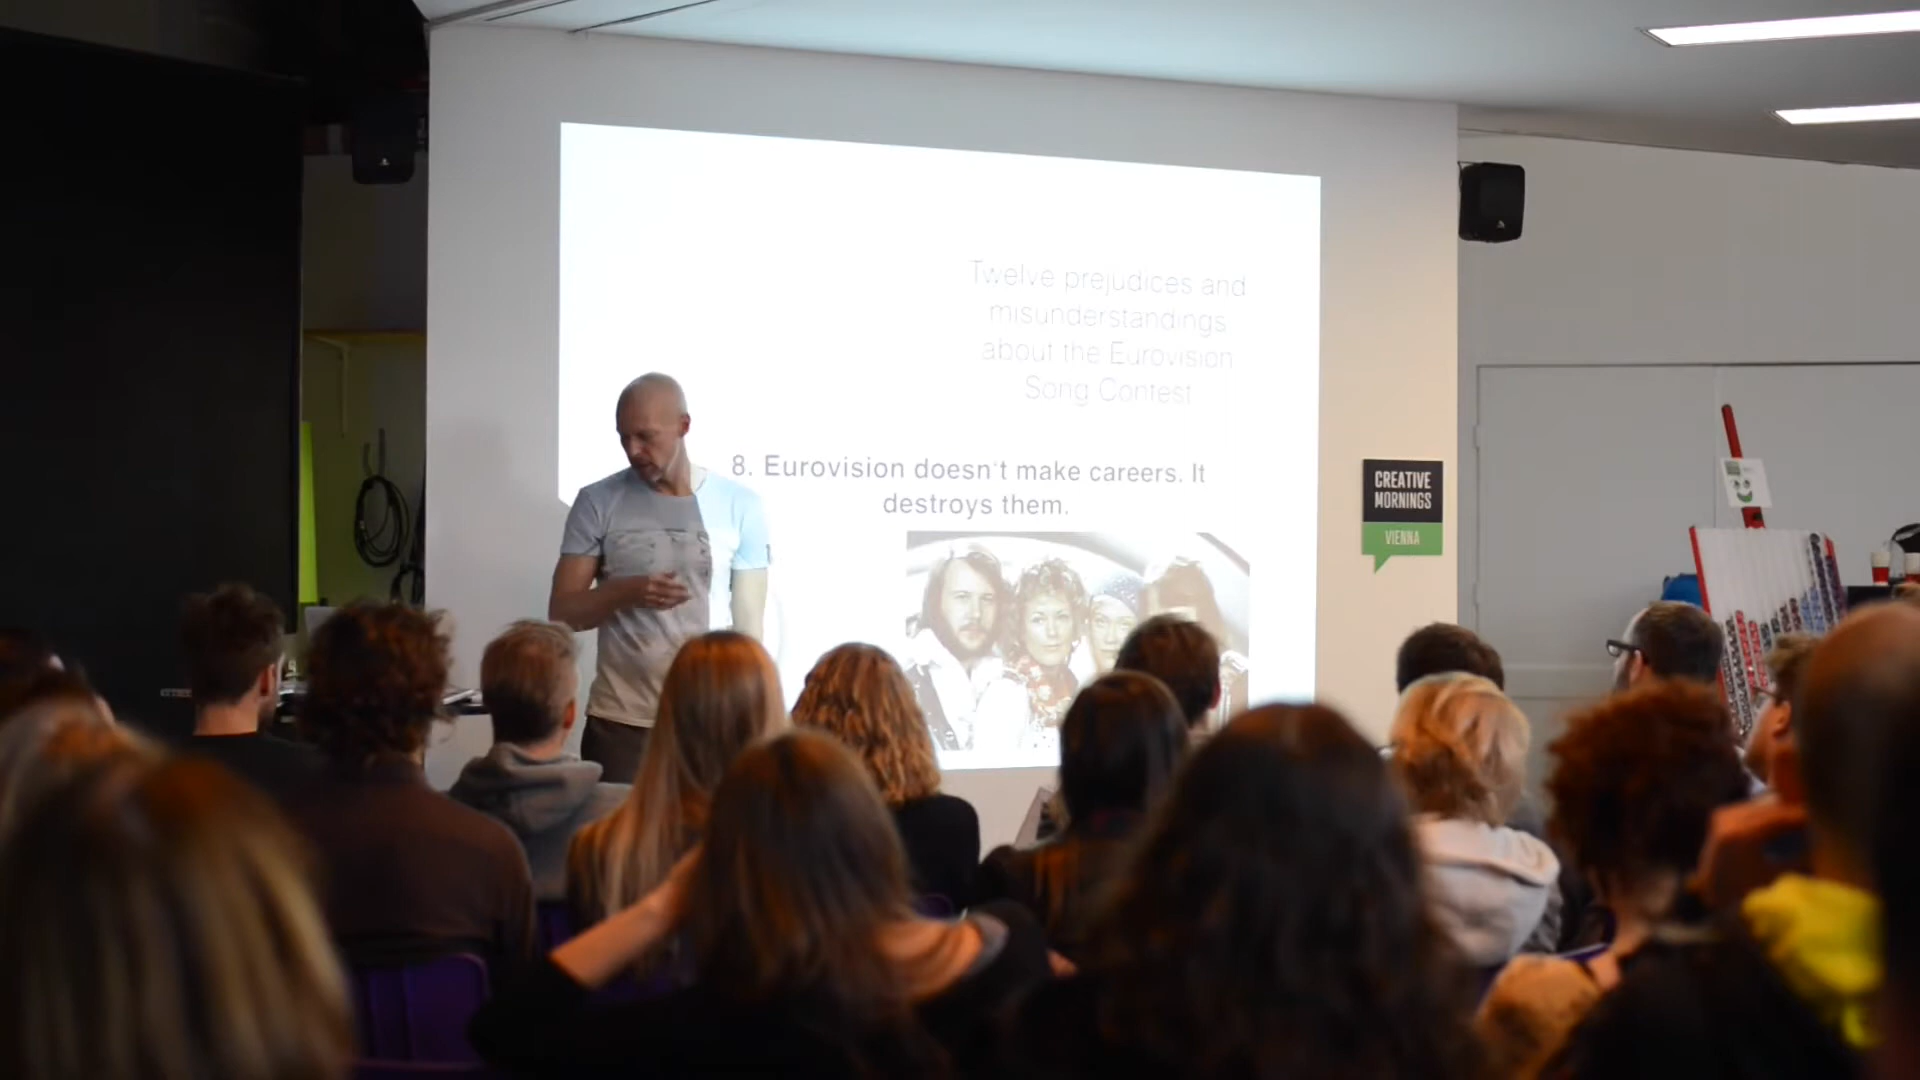 Twelve prejudices and
misunderstandings
about the Eurovision
Song Contest
8. Eurovision doesn't make careers. It
destroys them.
CREATIVE
MORNINGS
VIENNA